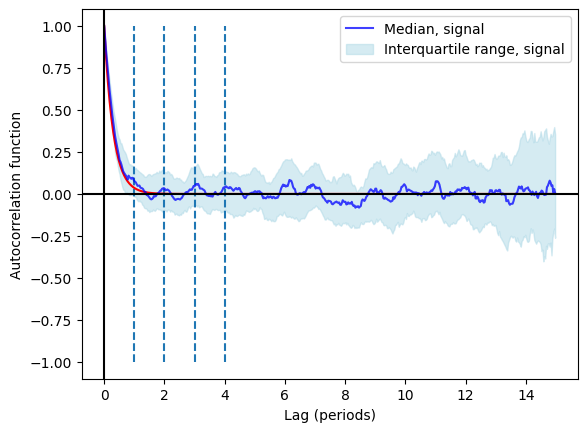 Median, signal
Interquartile range, signal
Autocorrelation function
1.00
0.75
0.50
0.25
0.00
−0.25
−0.50
−0.75
−1.00
0 2 4 6 8 10 12 14
Lag (periods)